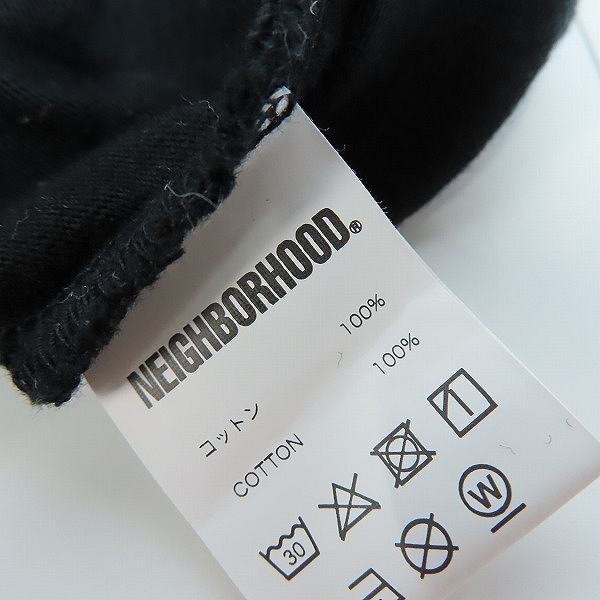 NEIGHBORHOOD.®
コットン 100%
COTTON 100%
30
W